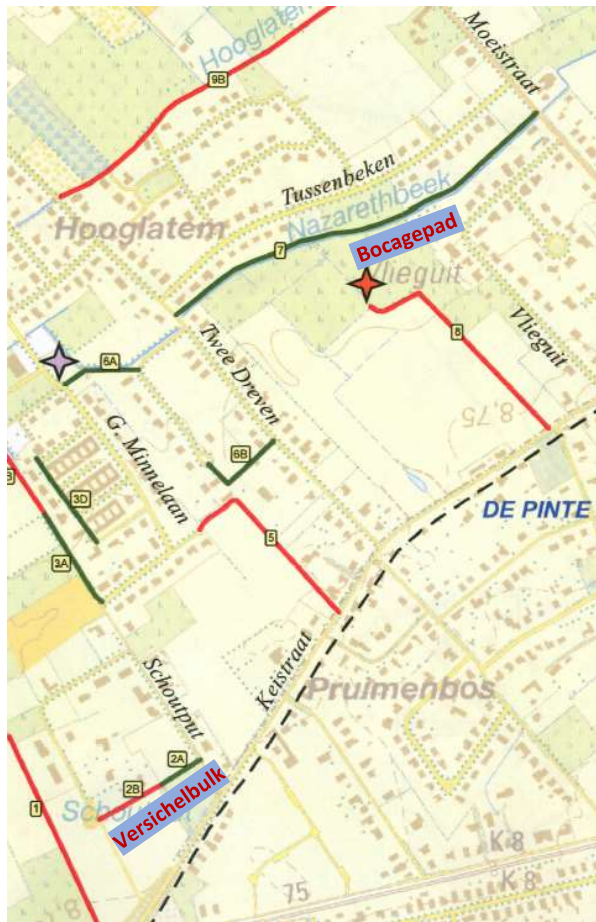 Hooglatem
9B
Moeistraat
Tussenbeken
Nazarethbeek
Hooglatem
7
Bocagepad
Vlieguit
Vlieguit
8
8,75
Twee Dreven
6A
G. Minnelaan
6B
3D
3A
5
DE PINTE
Keistraat
Pruimenbos
Schoutput
2A
2B
Versichelbulk
1
K 8
K 8
75